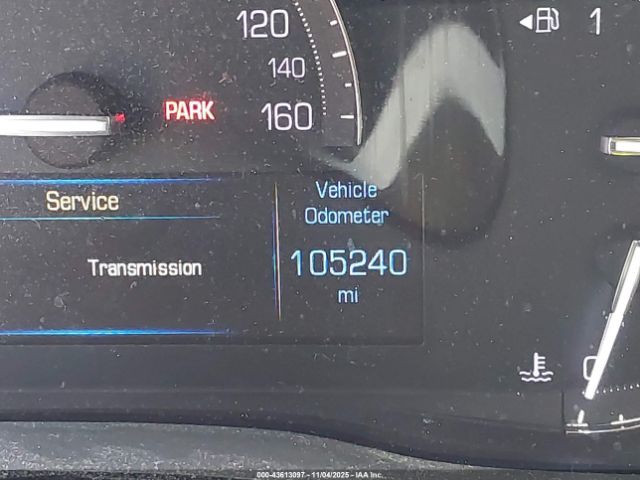 120
140
160
PARK
1
Service
Transmission
Vehicle
Odometer
105240
mi
000-43613097 - 11/04/2025 - IAA Inc.